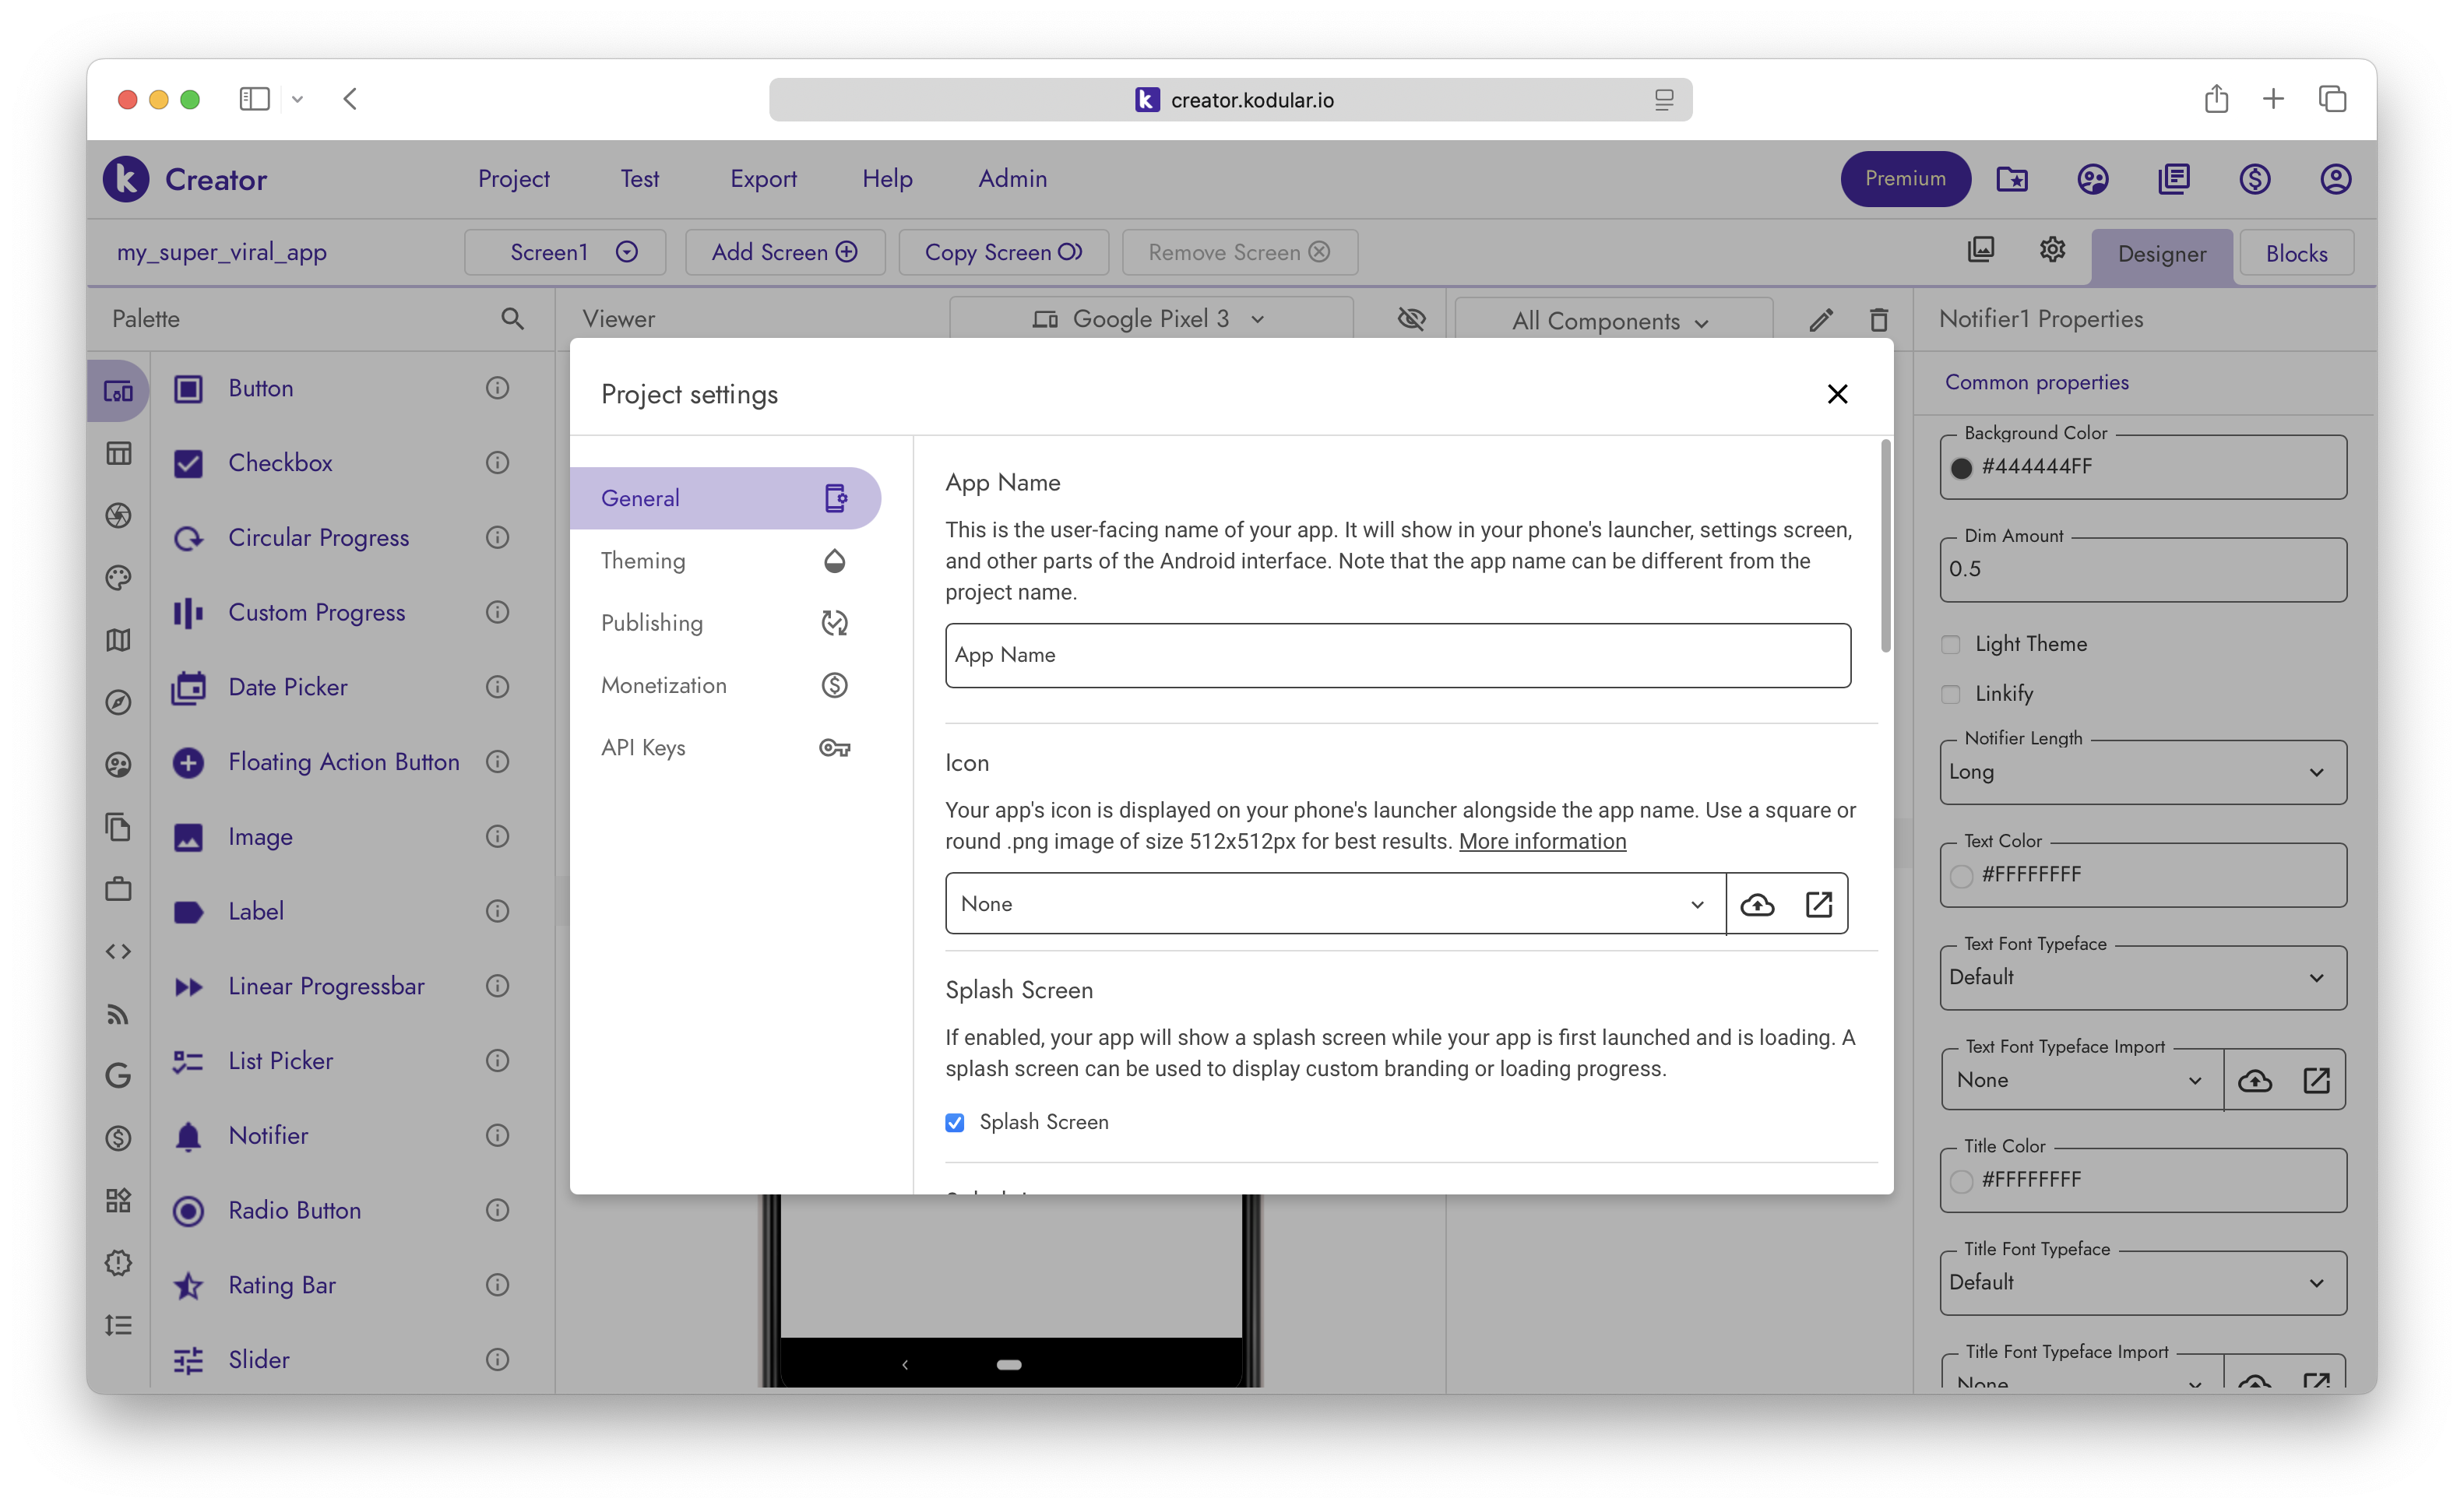 creator.kodular.io
Creator
Project
Test
Export
Help
Admin
Premium
my_super_viral_app
Screen1
Add Screen
Copy Screen
Remove Screen
Designer
Blocks
Palette
Viewer
Google Pixel 3
All Components
Notifier1 Properties
Button
Checkbox
Circular Progress
Custom Progress
Date Picker
Floating Action Button
Image
Label
Linear Progressbar
List Picker
Notifier
Radio Button
Rating Bar
Slider
Project settings
General
Theming
Publishing
Monetization
API Keys
App Name
This is the user-facing name of your app. It will show in your phone's launcher, settings screen,
and other parts of the Android interface. Note that the app name can be different from the
project name.
App Name
Icon
Your app's icon is displayed on your phone's launcher alongside the app name. Use a square or
round .png image of size 512x512px for best results. More information
None
Splash Screen
If enabled, your app will show a splash screen while your app is first launched and is loading. A
splash screen can be used to display custom branding or loading progress.
Splash Screen
Common properties
Background Color
#444444FF
Dim Amount
0.5
Light Theme
Linkify
Notifier Length
Long
Text Color
#FFFFFFFF
Text Font Typeface
Default
Text Font Typeface Import
None
Title Color
#FFFFFFFF
Title Font Typeface
Default
Title Font Typeface Import
None